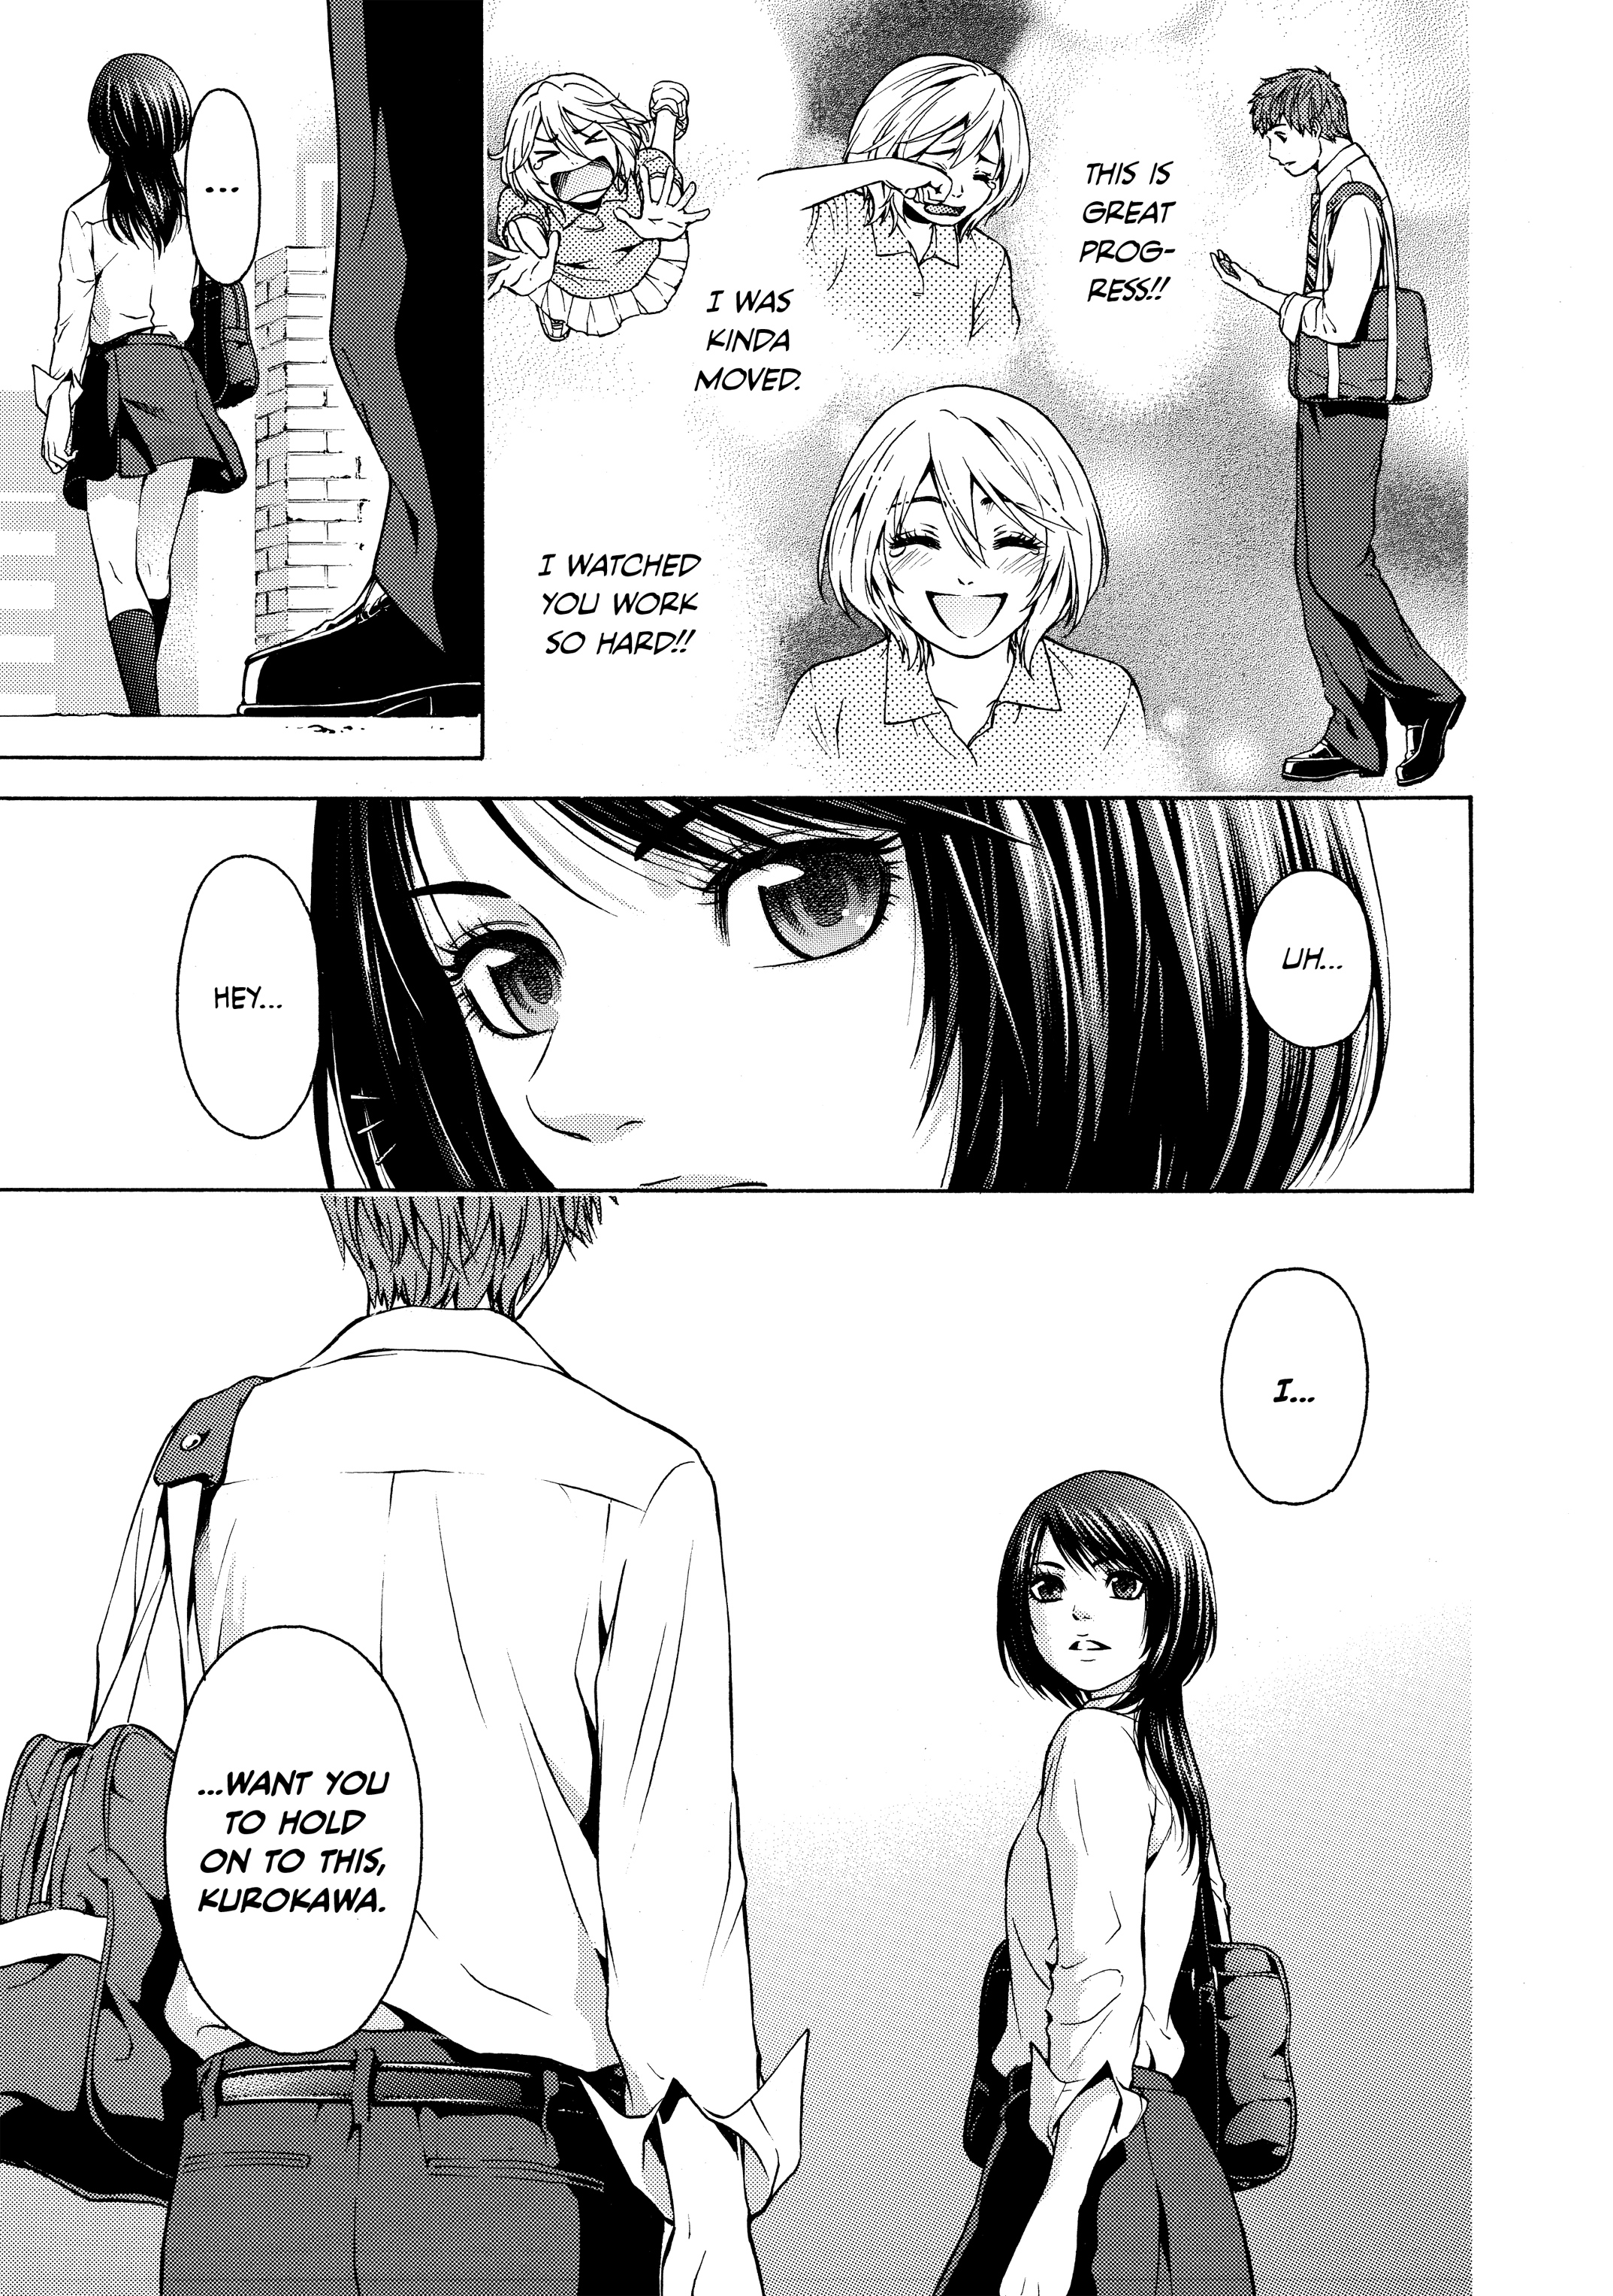 THIS IS
GREAT
PROG-
RESS!!
I WAS
KINDA
MOVED.
I WATCHED
YOU WORK
SO HARD!!
...
UH...
HEY...
I...
...WANT YOU
TO HOLD
ON TO THIS,
KUROKAWA.